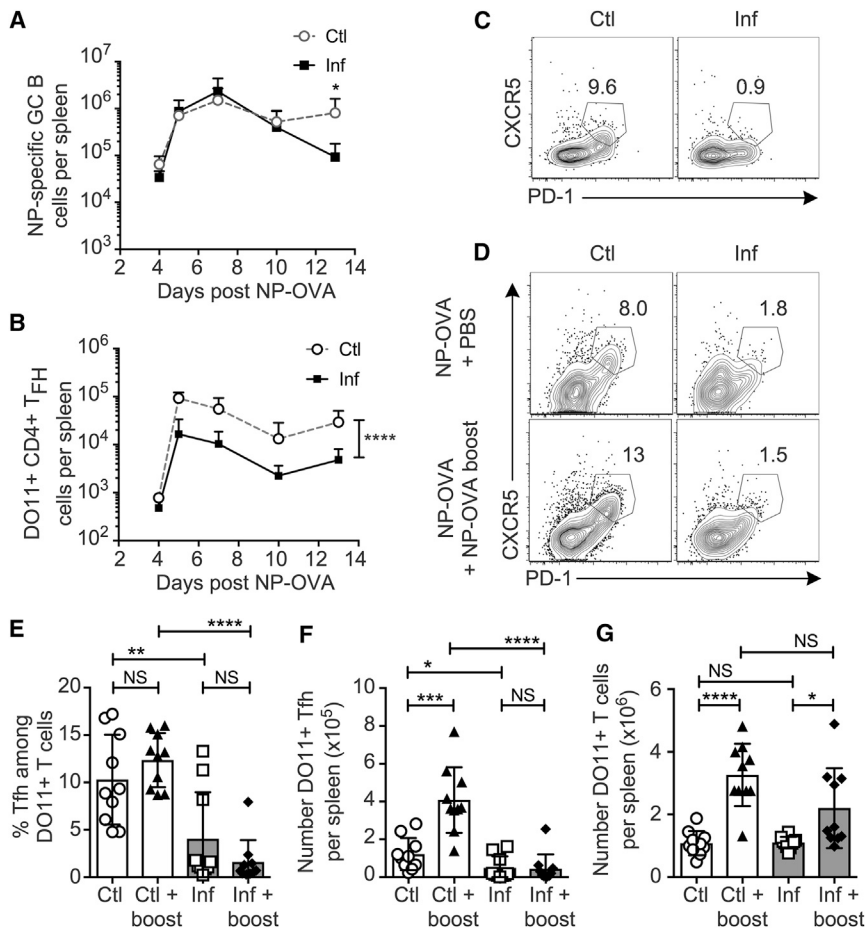 A
Ctl
Inf
*
NP-specific GC B
cells per spleen
10^7
10^6
10^5
10^4
10^3
2 4 6 8 10 12 14
Days post NP-OVA
B
Ctl
Inf
****
DO11+ CD4+ T_FH
cells per spleen
10^6
10^5
10^4
10^3
10^2
2 4 6 8 10 12 14
Days post NP-OVA
C
Ctl Inf
9.6 0.9
CXCR5
PD-1
D
Ctl Inf
NP-OVA
+ PBS
8.0 1.8
NP-OVA
+ NP-OVA boost
13 1.5
CXCR5
PD-1
E
****
**
NS NS
% Tfh among
DO11+ T cells
20
15
10
5
0
Ctl Ctl + boost Inf Inf + boost
F
****
*
*** NS
Number DO11+ Tfh
per spleen (x10^5)
10
8
6
4
2
0
Ctl Ctl + boost Inf Inf + boost
G
NS
NS
**** *
Number DO11+ T cells
per spleen (x10^6)
6
4
2
0
Ctl Ctl + boost Inf Inf + boost